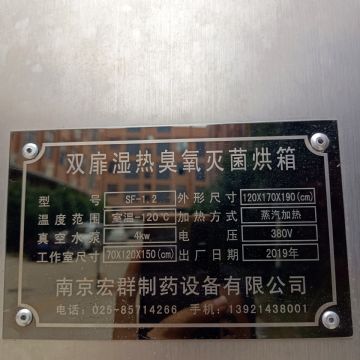 双扉湿热臭氧灭菌烘箱
型 号 SF-1.2 外形尺寸 120X170X190(cm)
温度范围 室温-120℃ 加热方式 蒸汽加热
真空水泵 4kw 电 压 380V
工作室尺寸 70X120X150(cm) 出厂日期 2019年
南京宏群制药设备有限公司
电话：025-85714266 手机：13921438001